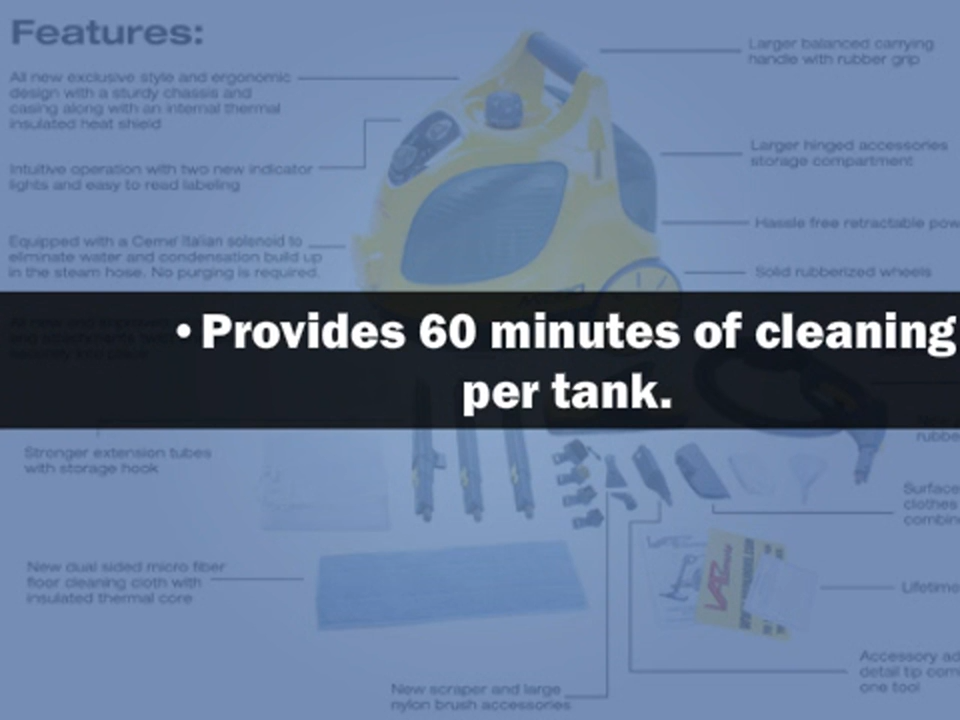 Features:
All new exclusive style and ergonomic
design with a sturdy chassis and
casing along with an internal thermal
insulated heat shield
Intuitive operation with two new indicator
lights and easy to read labeling
Equipped with a Ceme Italian solenoid to
eliminate water and condensation build up
in the steam hose. No purging is required.
Larger balanced carrying
handle with rubber grip
Larger hinged accessories
storage compartment
Hassle free retractable pow
Solid rubberized wheels
• Provides 60 minutes of cleaning
per tank.
Stronger extension tubes
with storage hook
New dual sided micro fiber
floor cleaning cloth with
insulated thermal core
New scraper and large
nylon brush accessories
rubbe
Surface
clothes
combin
Lifetime
Accessory ad
detail tip com
one tool